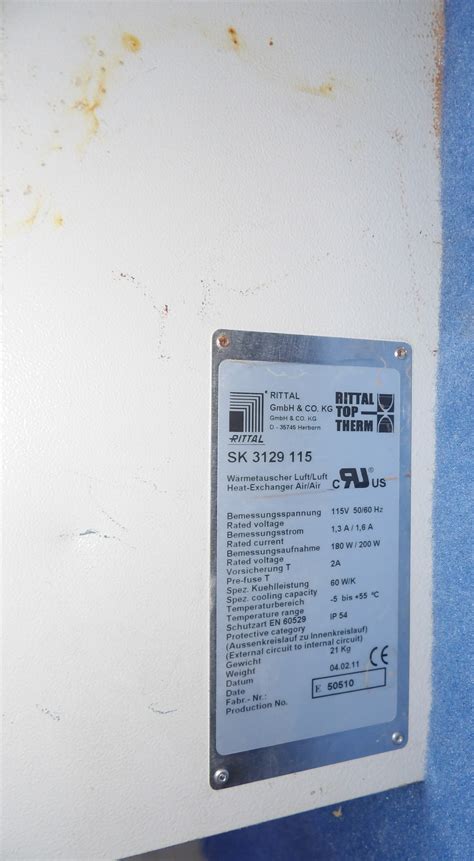 RITTAL
RITTAL
GmbH & CO. KG
GmbH & CO. KG
D - 35745 Herborn
RITTAL
TOP
THERM
SK 3129 115
Wärmetauscher Luft/Luft
Heat-Exchanger Air/Air
C RU ® US
Bemessungsspannung 115V 50/60 Hz
Rated voltage
Bemessungsstrom 1,3 A / 1,6 A
Rated current
Bemessungsaufnahme 180 W / 200 W
Rated voltage
Vorsicherung T 2A
Pre-fuse T
Spez. Kuehlleistung 60 W/K
Spez. cooling capacity
Temperaturbereich -5 bis +55 °C
Temperature range
Schutzart EN 60529 IP 54
Protective category
(Aussenkreislauf zu Innenkreislauf)
(External circuit to internal circuit)
Gewicht 21 Kg
Weight
Datum 04.02.11 CE
Date
Fabr.- Nr.: E 50510
Production No.